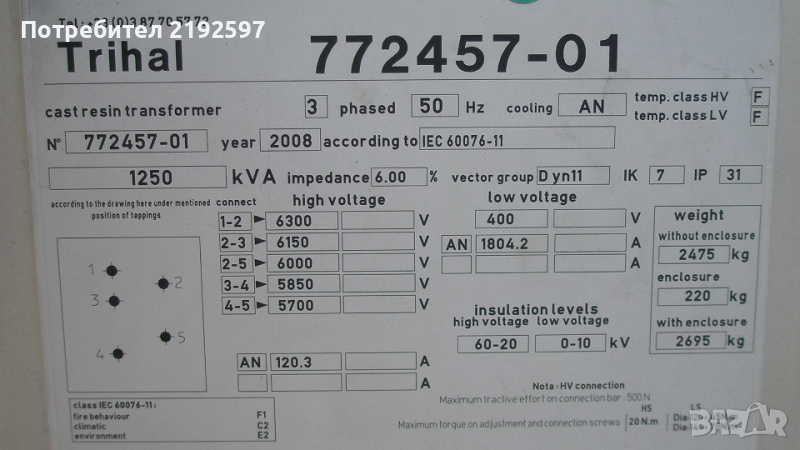 Потребител 2192597
Trihal 772457-01
cast resin transformer 3 phased 50 Hz cooling AN temp. class HV F
temp. class LV F
N° 772457-01 year 2008 according to IEC 60076-11
1250 kVA impedance 6.00 % vector group D yn11 IK 7 IP 31
according to the drawing here under mentioned position of tappings
connect high voltage low voltage
1-2 6300 V 400 V
2-3 6150 V AN 1804.2 A
2-5 6000 V A
3-4 5850 V
4-5 5700 V
weight
without enclosure
2475 kg
enclosure
220 kg
with enclosure
2695 kg
1
2
3
5
4
insulation levels
high voltage low voltage
60-20 0-10 kV
AN 120.3 A
A
Nota : HV connection
Maximum tractive effort on connection bar : 500 N
HS LS
Maximum torque on adjustment and connection screws 20 N.m
class IEC 60076-11 :
fire behaviour F1
climatic C2
environment E2
BAZAR